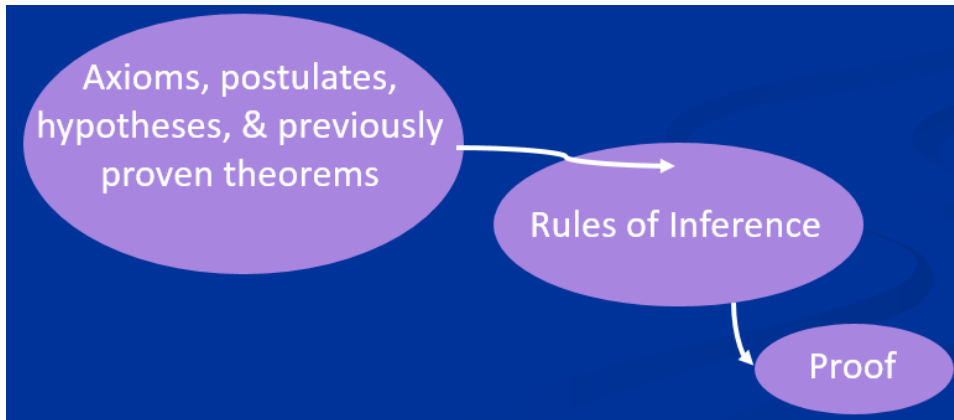 Axioms, postulates,
hypotheses, & previously
proven theorems
Rules of Inference
Proof